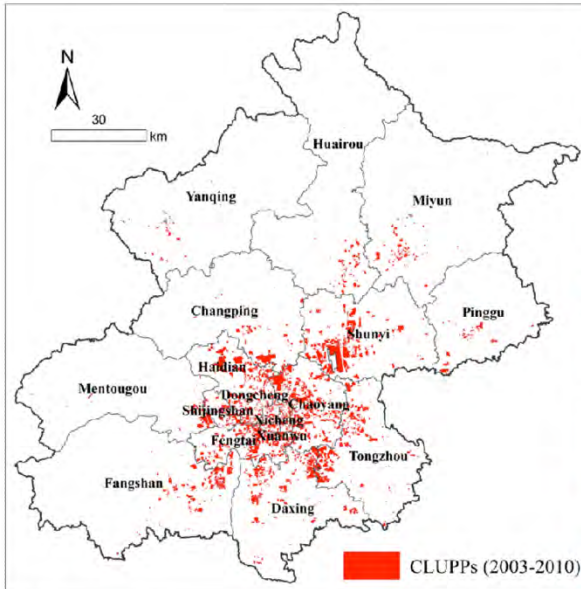 N
30
km
Huairou
Yanqing
Miyun
Changping
Pinggu
Shunyi
Haidian
Mentougou
Dongcheng
Chaoyang
Shijingshan
Xicheng
Fengtai
Xuanwu
Tongzhou
Fangshan
Daxing
CLUPPs (2003-2010)